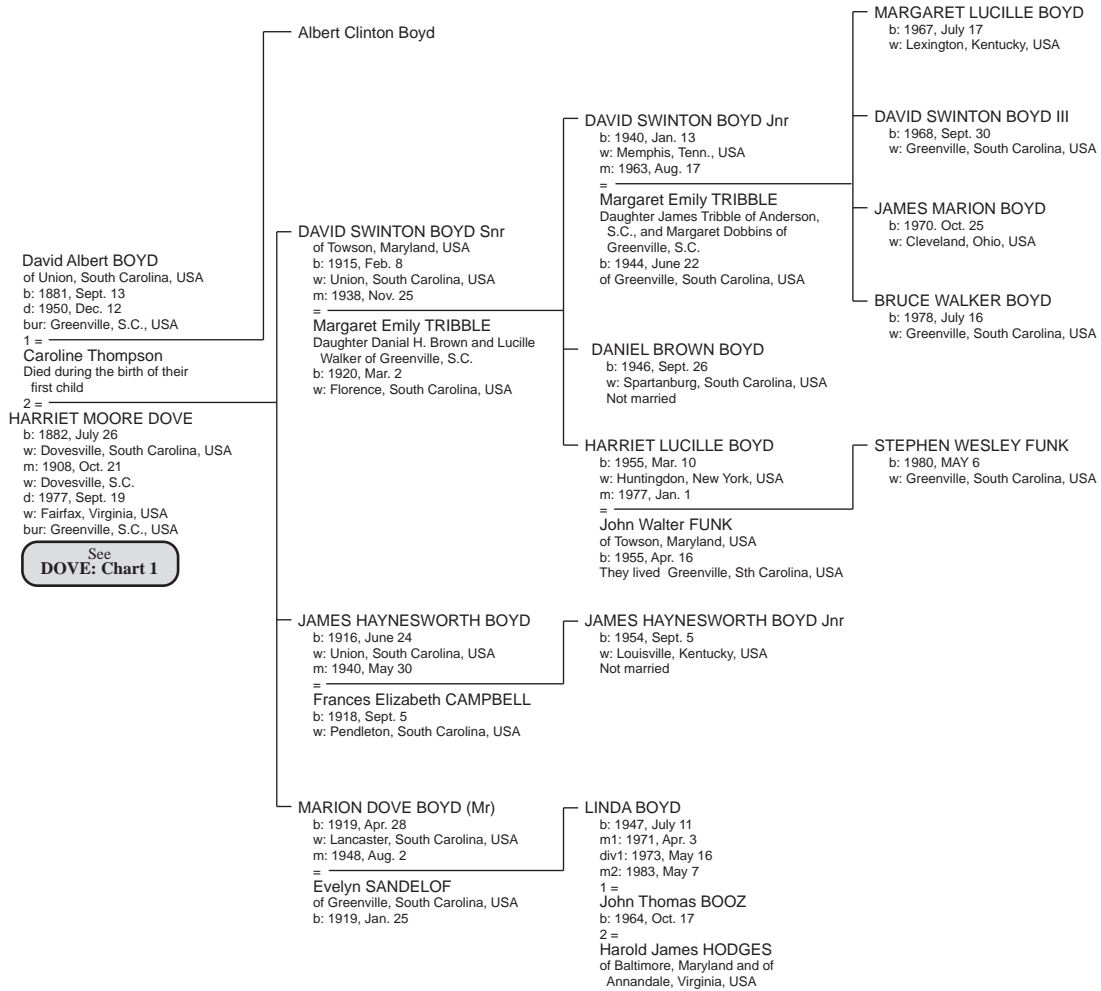 David Albert BOYD
of Union, South Carolina, USA
b: 1881, Sept. 13
d: 1950, Dec. 12
bur: Greenville, S.C., USA
1 =
Caroline Thompson
Died during the birth of their
first child
2 =
HARRIET MOORE DOVE
b: 1882, July 26
w: Dovesville, South Carolina, USA
m: 1908, Oct. 21
w: Dovesville, S.C.
d: 1977, Sept. 19
w: Fairfax, Virginia, USA
bur: Greenville, S.C., USA
See
DOVE: Chart 1
Albert Clinton Boyd
DAVID SWINTON BOYD Snr
of Towson, Maryland, USA
b: 1915, Feb. 8
w: Union, South Carolina, USA
m: 1938, Nov. 25
=
Margaret Emily TRIBBLE
Daughter Danial H. Brown and Lucille
Walker of Greenville, S.C.
b: 1920, Mar. 2
w: Florence, South Carolina, USA
JAMES HAYNESWORTH BOYD
b: 1916, June 24
w: Union, South Carolina, USA
m: 1940, May 30
=
Frances Elizabeth CAMPBELL
b: 1918, Sept. 5
w: Pendleton, South Carolina, USA
MARION DOVE BOYD (Mr)
b: 1919, Apr. 28
w: Lancaster, South Carolina, USA
m: 1948, Aug. 2
=
Evelyn SANDELOF
of Greenville, South Carolina, USA
b: 1919, Jan. 25
DAVID SWINTON BOYD Jnr
b: 1940, Jan. 13
w: Memphis, Tenn., USA
m: 1963, Aug. 17
=
Margaret Emily TRIBBLE
Daughter James Tribble of Anderson,
S.C., and Margaret Dobbins of
Greenville, S.C.
b: 1944, June 22
of Greenville, South Carolina, USA
DANIEL BROWN BOYD
b: 1946, Sept. 26
w: Spartanburg, South Carolina, USA
Not married
HARRIET LUCILLE BOYD
b: 1955, Mar. 10
w: Huntingdon, New York, USA
m: 1977, Jan. 1
=
John Walter FUNK
of Towson, Maryland, USA
b: 1955, Apr. 16
They lived Greenville, Sth Carolina, USA
JAMES HAYNESWORTH BOYD Jnr
b: 1954, Sept. 5
w: Louisville, Kentucky, USA
Not married
LINDA BOYD
b: 1947, July 11
m1: 1971, Apr. 3
div1: 1973, May 16
m2: 1983, May 7
1 =
John Thomas BOOZ
b: 1964, Oct. 17
2 =
Harold James HODGES
of Baltimore, Maryland and of
Annandale, Virginia, USA
MARGARET LUCILLE BOYD
b: 1967, July 17
w: Lexington, Kentucky, USA
DAVID SWINTON BOYD III
b: 1968, Sept. 30
w: Greenville, South Carolina, USA
JAMES MARION BOYD
b: 1970. Oct. 25
w: Cleveland, Ohio, USA
BRUCE WALKER BOYD
b: 1978, July 16
w: Greenville, South Carolina, USA
STEPHEN WESLEY FUNK
b: 1980, MAY 6
w: Greenville, South Carolina, USA